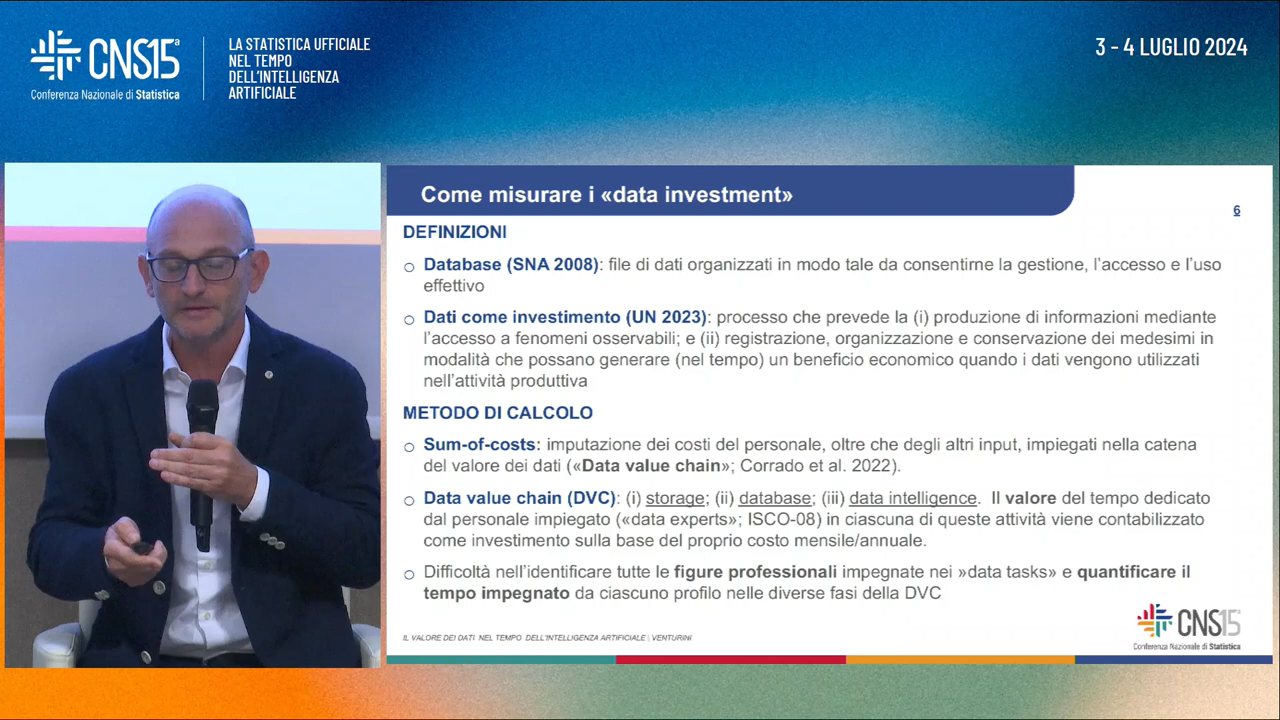 CNS15ª
Conferenza Nazionale di Statistica
LA STATISTICA UFFICIALE
NEL TEMPO
DELL'INTELLIGENZA
ARTIFICIALE
3 - 4 LUGLIO 2024
Come misurare i «data investment»
6
DEFINIZIONI
Database (SNA 2008): file di dati organizzati in modo tale da consentirne la gestione, l'accesso e l'uso
effettivo
Dati come investimento (UN 2023): processo che prevede la (i) produzione di informazioni mediante
l'accesso a fenomeni osservabili; e (ii) registrazione, organizzazione e conservazione dei medesimi in
modalità che possano generare (nel tempo) un beneficio economico quando i dati vengono utilizzati
nell'attività produttiva
METODO DI CALCOLO
Sum-of-costs: imputazione dei costi del personale, oltre che degli altri input, impiegati nella catena
del valore dei dati («Data value chain»; Corrado et al. 2022).
Data value chain (DVC): (i) storage; (ii) database; (iii) data intelligence. Il valore del tempo dedicato
dal personale impiegato («data experts»; ISCO-08) in ciascuna di queste attività viene contabilizzato
come investimento sulla base del proprio costo mensile/annuale.
Difficoltà nell'identificare tutte le figure professionali impegnate nei »data tasks» e quantificare il
tempo impegnato da ciascuno profilo nelle diverse fasi della DVC
IL VALORE DEI DATI NEL TEMPO DELL'INTELLIGENZA ARTIFICIALE | VENTURINI
CNS15
Conferenza Nazionale di Statistica